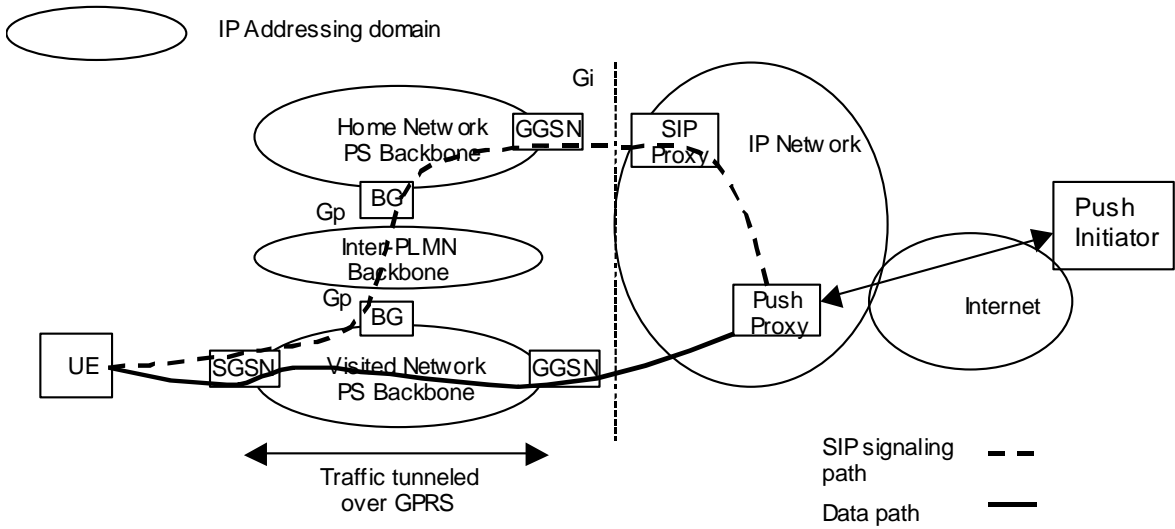 IP Addressing domain
Gi
Home Network
PS Backbone
GGSN
SIP
Proxy
IP Network
BG
Gp
Push
Initiator
Inter-PLMN
Backbone
Gp
BG
Push
Proxy
Internet
UE
SGSN
Visited Network
PS Backbone
GGSN
Traffic tunneled
over GPRS
SIP signaling
path
Data path